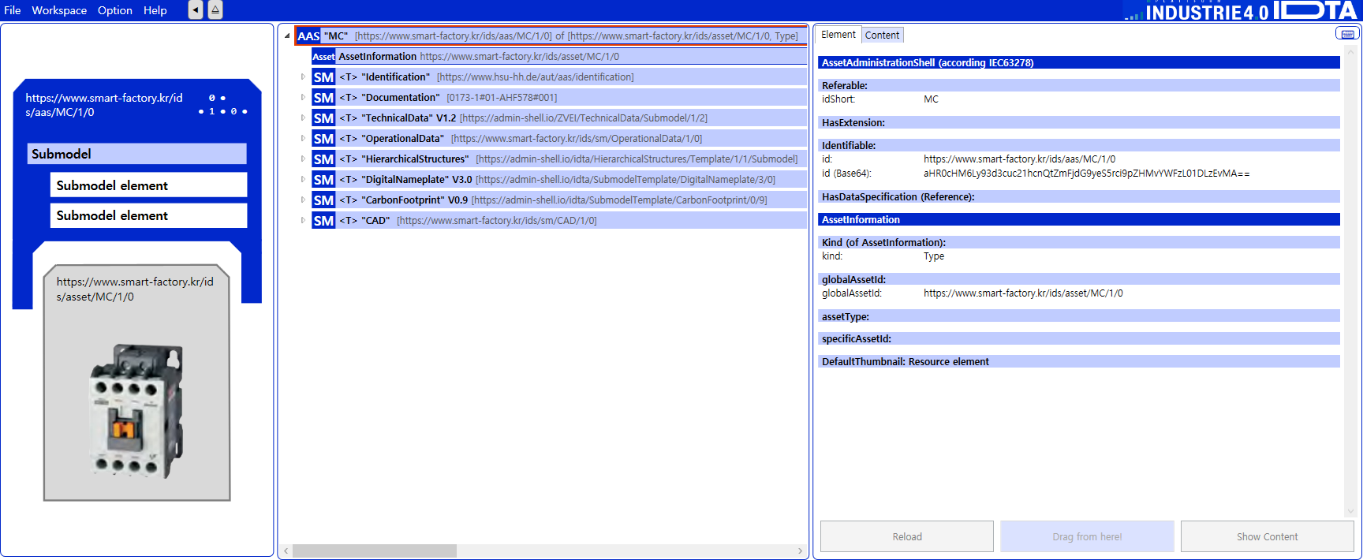 File Workspace Option Help
INDUSTRIE4.0 IDTA
https://www.smart-factory.kr/id
s/aas/MC/1/0
Submodel
Submodel element
Submodel element
https://www.smart-factory.kr/id
s/asset/MC/1/0
AAS "MC" [https://www.smart-factory.kr/ids/aas/MC/1/0] of [https://www.smart-factory.kr/ids/asset/MC/1/0, Type]
Asset AssetInformation https://www.smart-factory.kr/ids/asset/MC/1/0
SM <T> "Identification" [https://www.hsu-hh.de/aut/aas/identification]
SM <T> "Documentation" [0173-1#01-AHF578#001]
SM <T> "TechnicalData" V1.2 [https://admin-shell.io/ZVEI/TechnicalData/Submodel/1/2]
SM <T> "OperationalData" [https://www.smart-factory.kr/ids/sm/OperationalData/1/0]
SM <T> "HierarchicalStructures" [https://admin-shell.io/idta/HierarchicalStructures/Template/1/1/Submodel]
SM <T> "DigitalNameplate" V3.0 [https://admin-shell.io/idta/SubmodelTemplate/DigitalNameplate/3/0]
SM <T> "CarbonFootprint" V0.9 [https://admin-shell.io/idta/SubmodelTemplate/CarbonFootprint/0/9]
SM <T> "CAD" [https://www.smart-factory.kr/ids/sm/CAD/1/0]
Element Content
AssetAdministrationShell (according IEC63278)
Referable:
idShort: MC
HasExtension:
Identifiable:
id: https://www.smart-factory.kr/ids/aas/MC/1/0
id (Base64): aHR0cHM6Ly93d3cuc21hcnQtZmFjdG9yeS5rci9pZHMvYWFzL01DLzEvMA==
HasDataSpecification (Reference):
AssetInformation
Kind (of AssetInformation):
kind: Type
globalAssetId:
globalAssetId: https://www.smart-factory.kr/ids/asset/MC/1/0
assetType:
specificAssetId:
DefaultThumbnail: Resource element
Reload Drag from here! Show Content